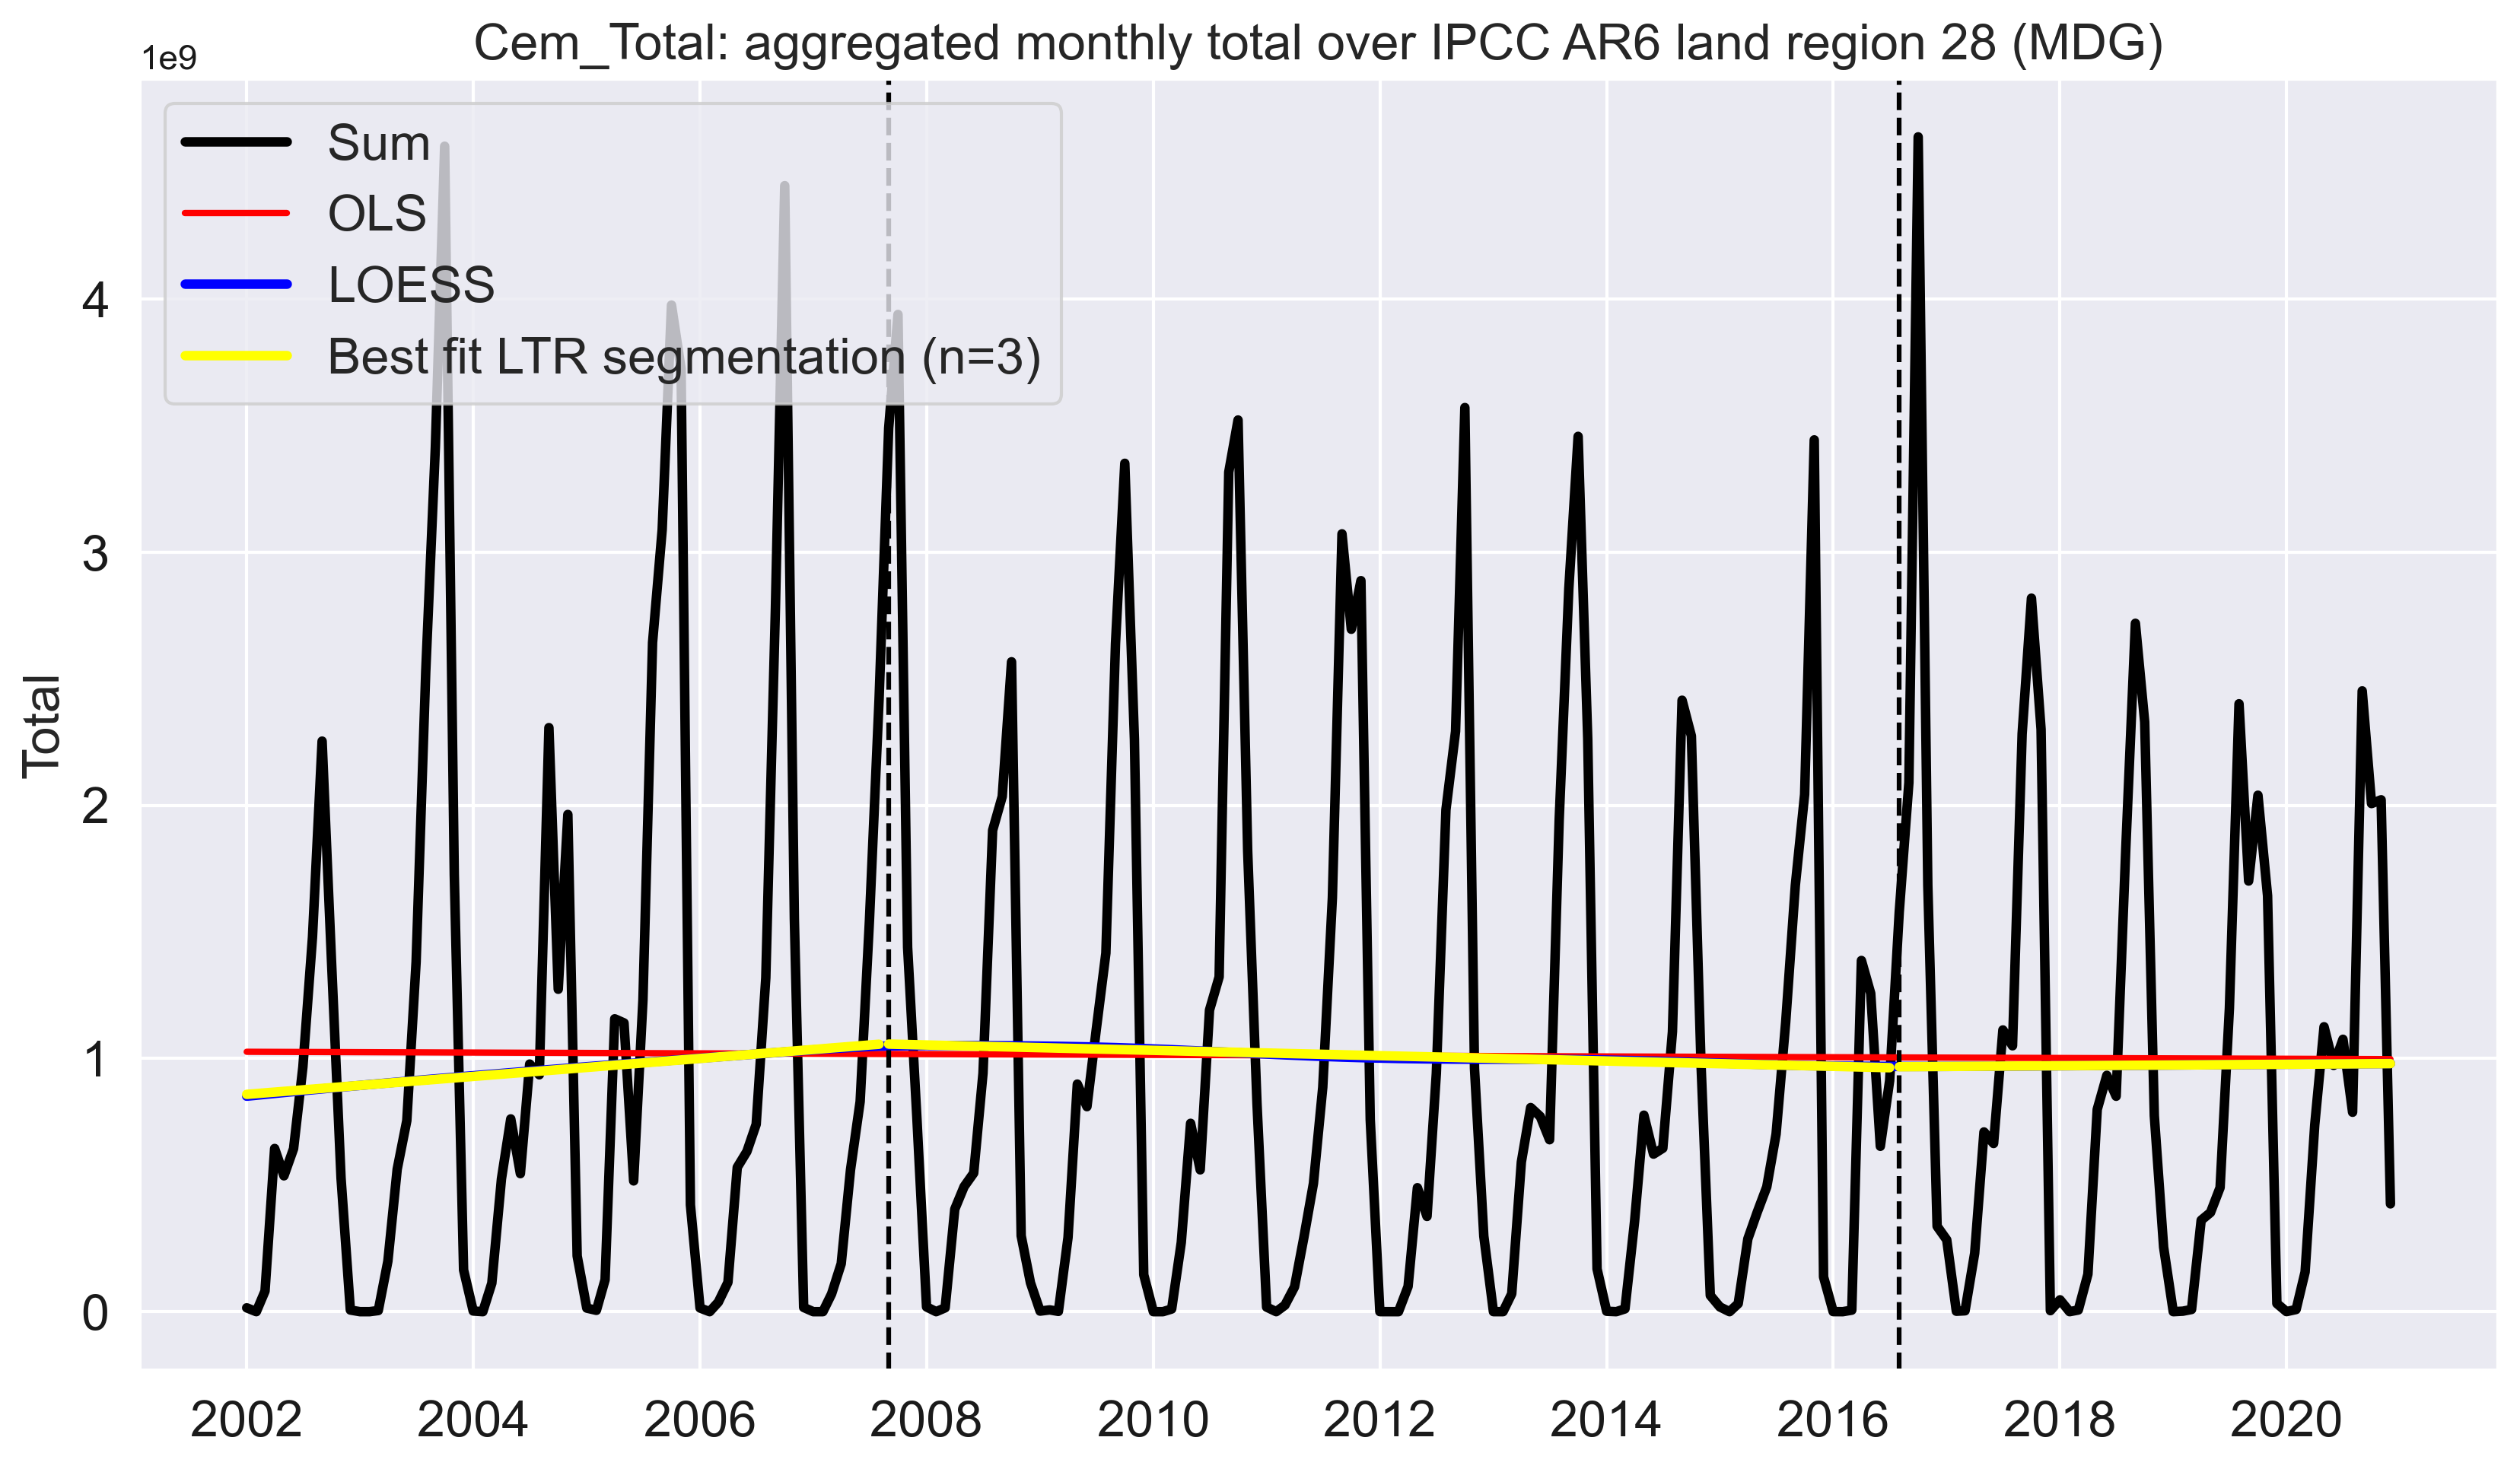 Cem_Total: aggregated monthly total over IPCC AR6 land region 28 (MDG)
1e9
Sum
OLS
LOESS
Best fit LTR segmentation (n=3)
Total
4
3
2
1
0
2002 2004 2006 2008 2010 2012 2014 2016 2018 2020